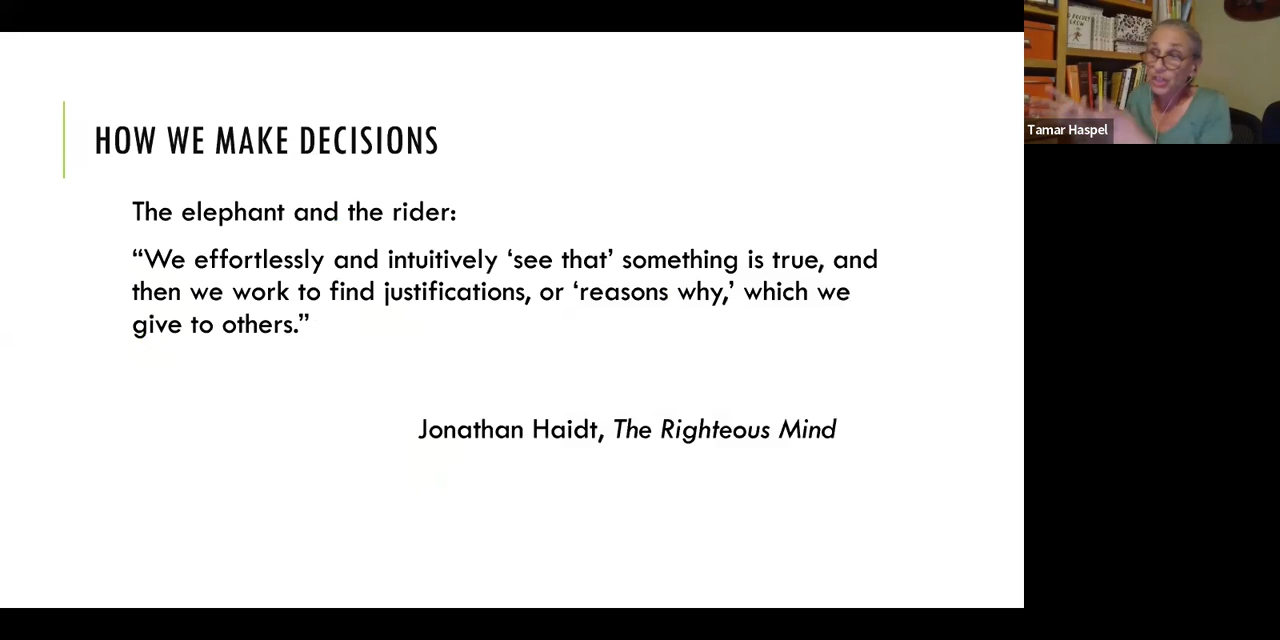 HOW WE MAKE DECISIONS
The elephant and the rider:
“We effortlessly and intuitively ‘see that’ something is true, and
then we work to find justifications, or ‘reasons why,’ which we
give to others.”
Jonathan Haidt, The Righteous Mind
Tamar Haspel